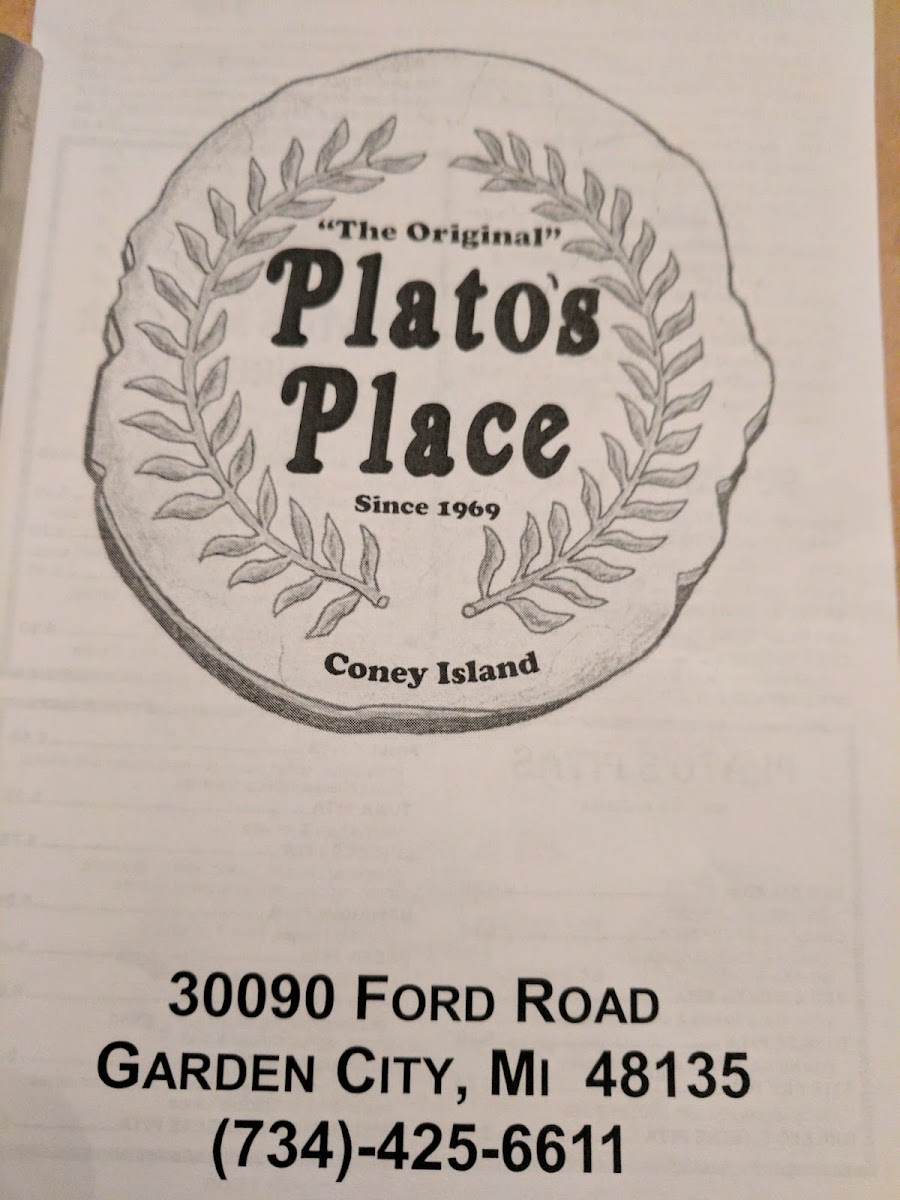 "The Original"
Plato's
Place
Since 1969
Coney Island
30090 FORD ROAD
GARDEN CITY, MI 48135
(734)-425-6611